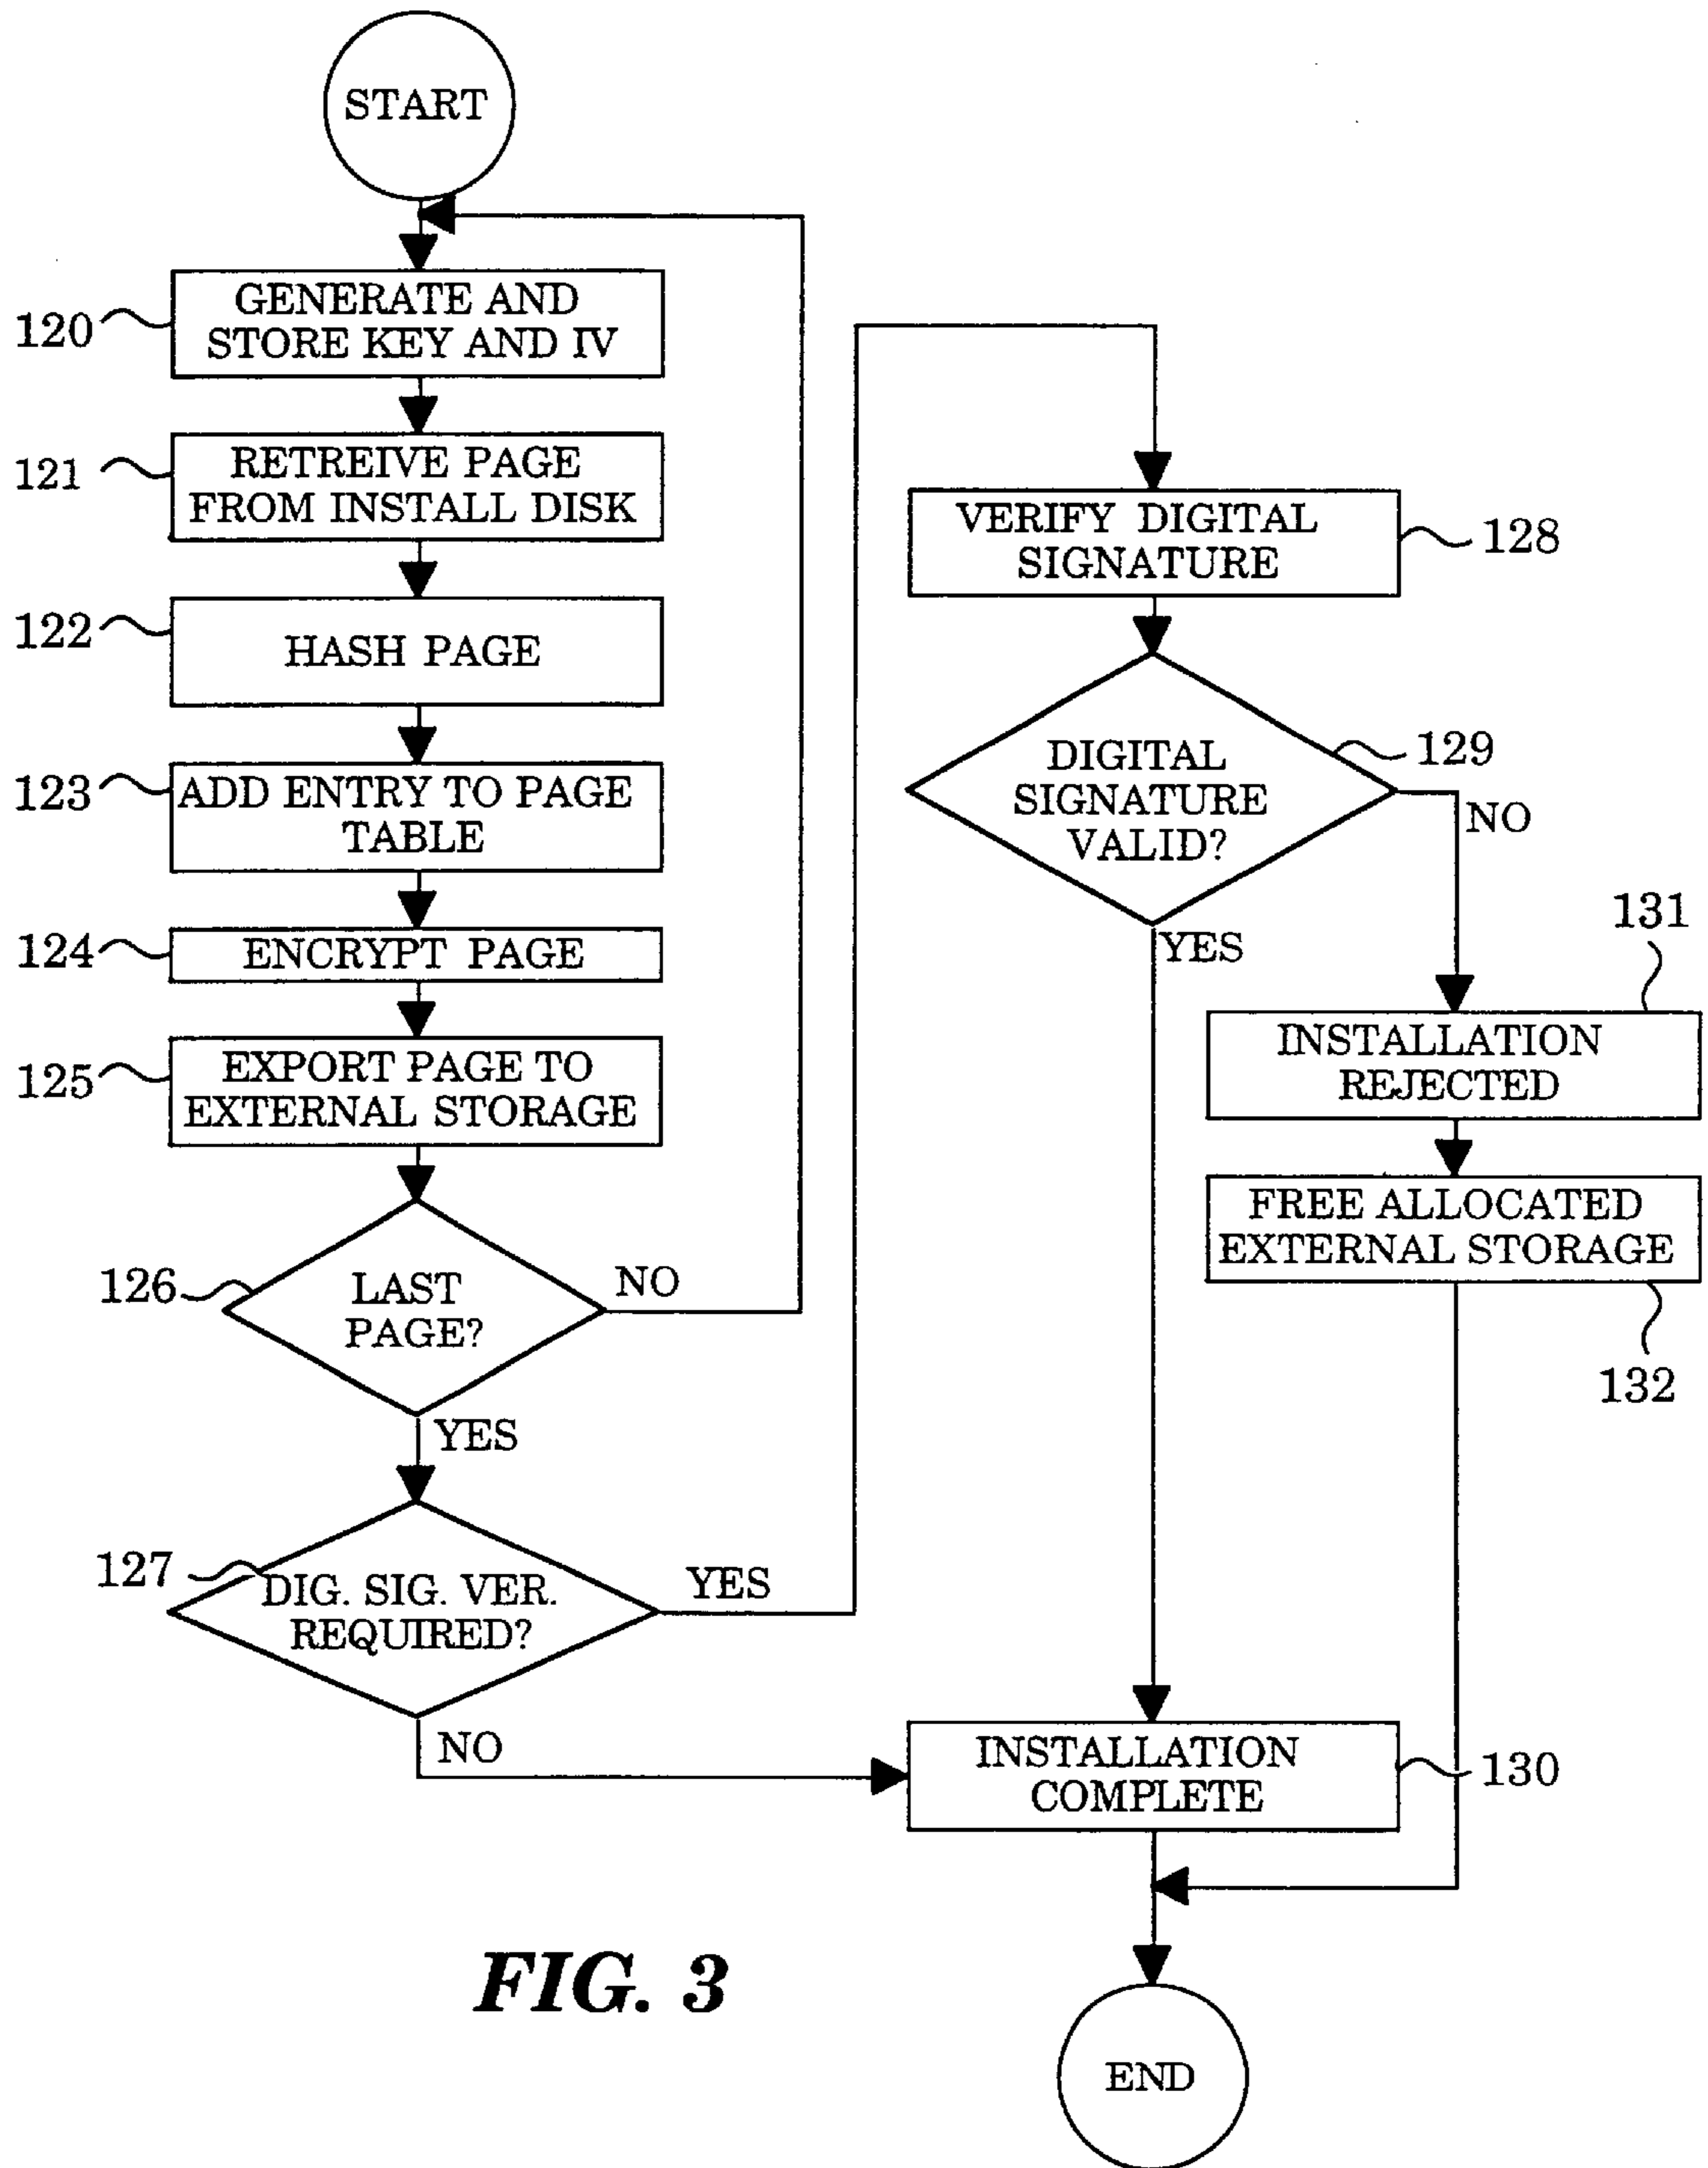 START
120
GENERATE AND
STORE KEY AND IV
121
RETREIVE PAGE
FROM INSTALL DISK
122
HASH PAGE
123
ADD ENTRY TO PAGE
TABLE
124
ENCRYPT PAGE
125
EXPORT PAGE TO
EXTERNAL STORAGE
126
LAST
PAGE?
NO
YES
127
DIG. SIG. VER.
REQUIRED?
YES
NO
VERIFY DIGITAL
SIGNATURE
128
DIGITAL
SIGNATURE
VALID?
129
NO
YES
131
INSTALLATION
REJECTED
FREE ALLOCATED
EXTERNAL STORAGE
132
INSTALLATION
COMPLETE
130
END
FIG. 3